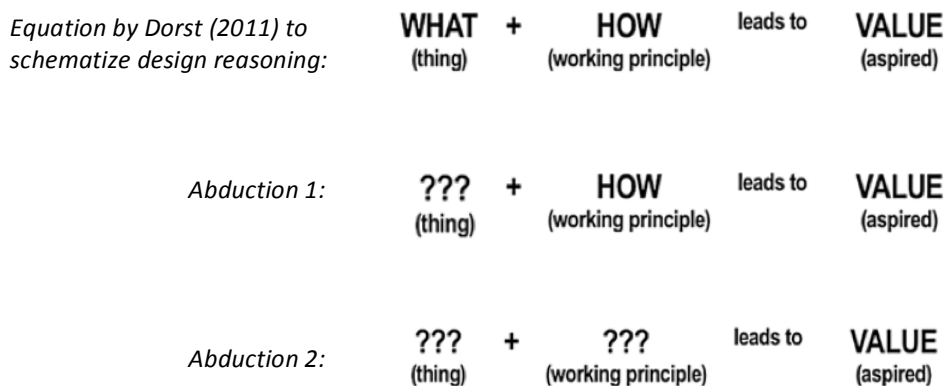 Equation by Dorst (2011) to
schematize design reasoning:
WHAT + HOW leads to VALUE
(thing) (working principle) (aspired)
Abduction 1: ??? + HOW leads to VALUE
(thing) (working principle) (aspired)
Abduction 2: ??? + ??? leads to VALUE
(thing) (working principle) (aspired)